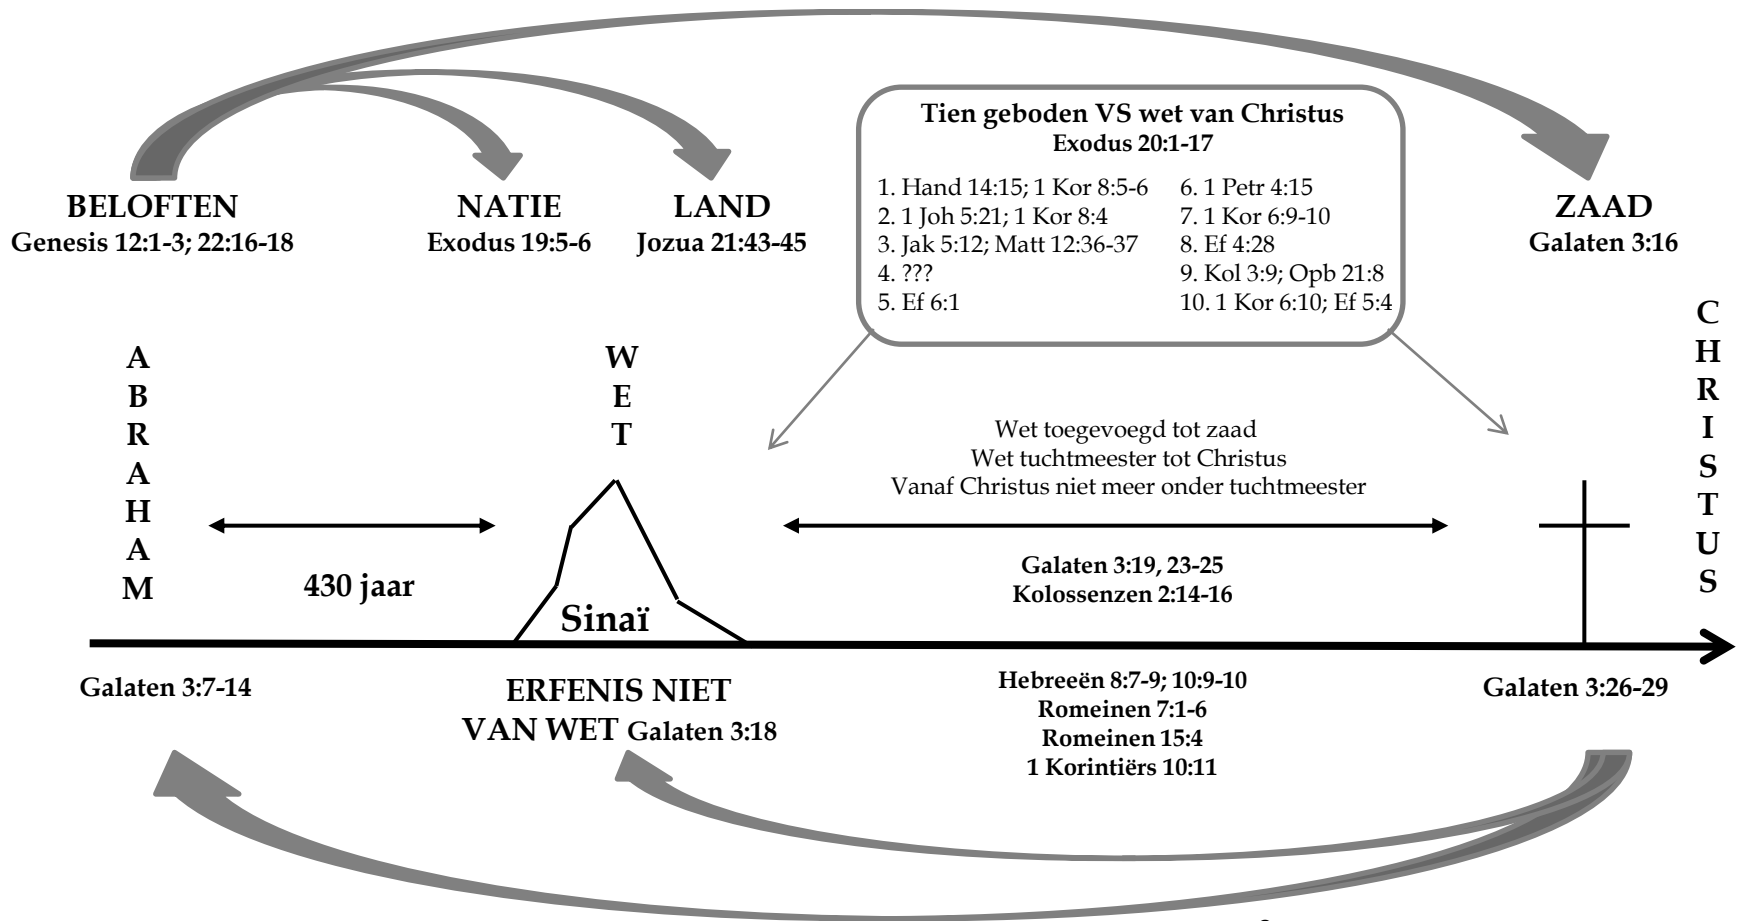 Tien geboden VS wet van Christus
Exodus 20:1-17
1. Hand 14:15; 1 Kor 8:5-6
2. 1 Joh 5:21; 1 Kor 8:4
3. Jak 5:12; Matt 12:36-37
4. ???
5. Ef 6:1
6. 1 Petr 4:15
7. 1 Kor 6:9-10
8. Ef 4:28
9. Kol 3:9; Opb 21:8
10. 1 Kor 6:10; Ef 5:4
BELOFTEN
Genesis 12:1-3; 22:16-18
NATIE
Exodus 19:5-6
LAND
Jozua 21:43-45
ZAAD
Galaten 3:16
ABRAHAM
WET
CHRISTUS
Wet toegevoegd tot zaad
Wet tuchtmeester tot Christus
Vanaf Christus niet meer onder tuchtmeester
430 jaar
Sinaï
Galaten 3:19, 23-25
Kolossenzen 2:14-16
Galaten 3:7-14
ERFENIS NIET
VAN WET Galaten 3:18
Hebreeën 8:7-9; 10:9-10
Romeinen 7:1-6
Romeinen 15:4
1 Korintiërs 10:11
Galaten 3:26-29